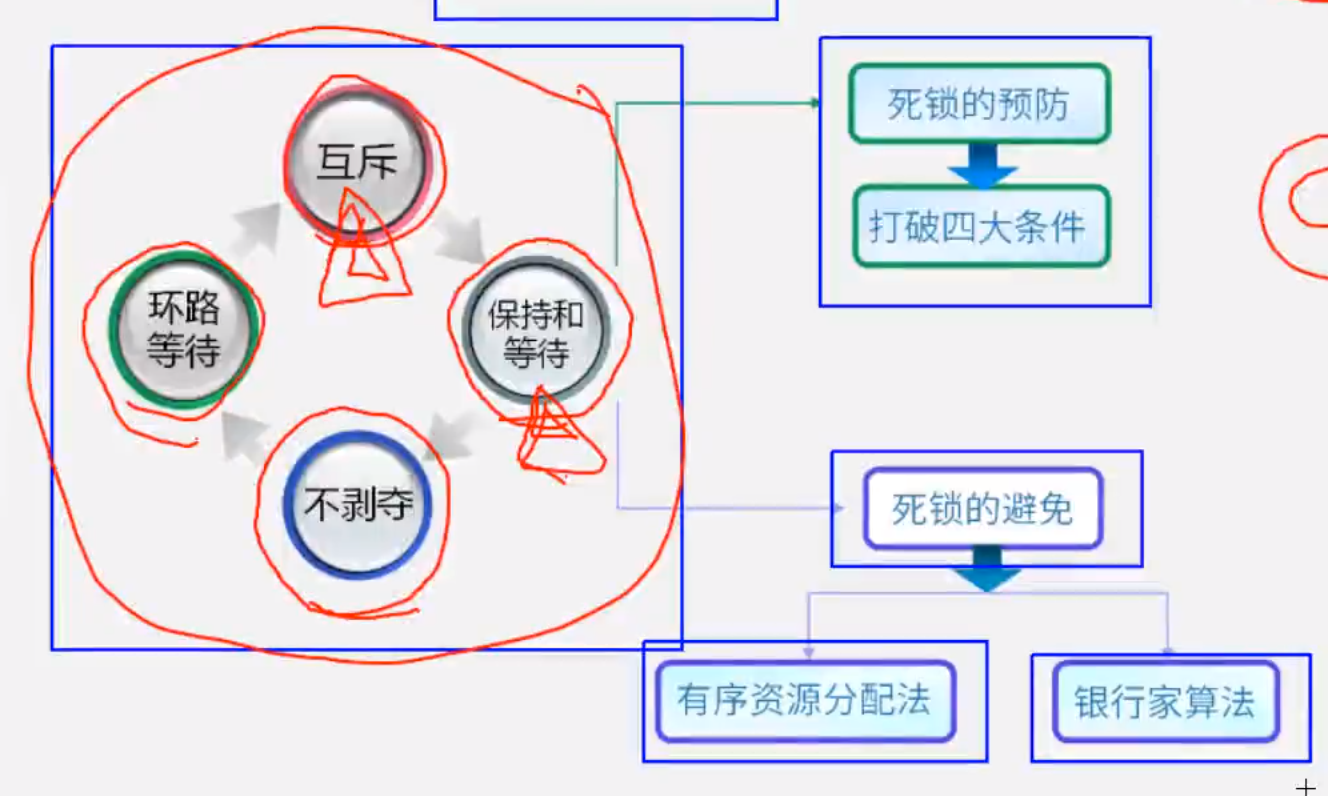 互斥
环路
等待
保持和
等待
不剥夺
死锁的预防
打破四大条件
死锁的避免
有序资源分配法
银行家算法